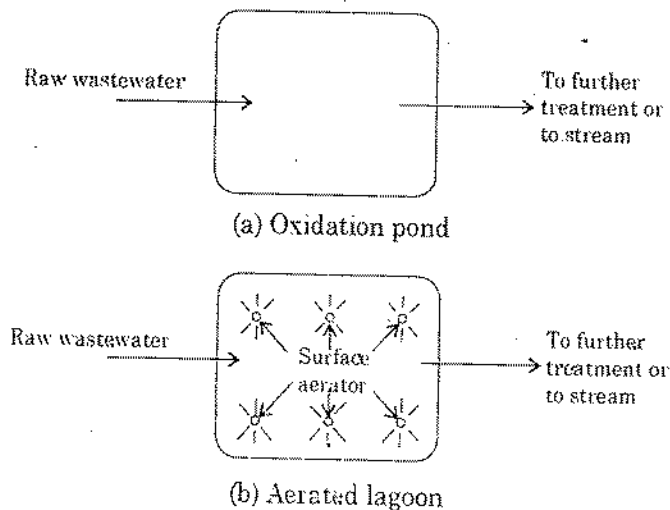 Raw wastewater
To further
treatment or
to stream
(a) Oxidation pond
Raw wastewater
Surface
aerator
To further
treatment or
to stream
(b) Aerated lagoon